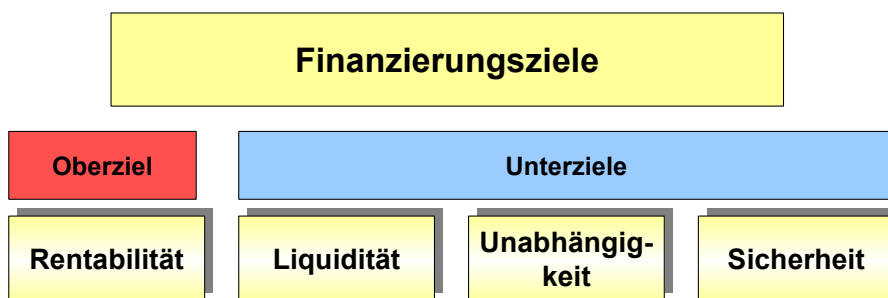 Finanzierungsziele
Oberziel
Unterziele
Rentabilität
Liquidität
Unabhängig-
keit
Sicherheit